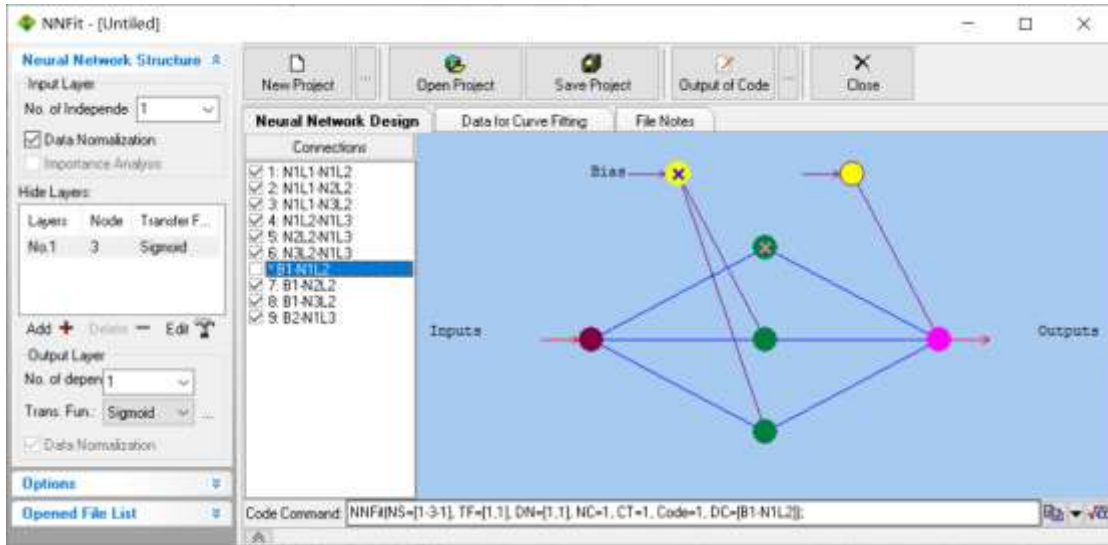 NNFit - [Untiled]
Neural Network Structure
Input Layer
No. of Independe 1
Data Normalization
Importance Analysis
Hide Layers:
Layers Node Transfer F...
No.1 3 Sigmoid
Add Delete Edit
Output Layer
No. of depen 1
Trans. Fun.: Sigmoid ...
Data Normalization
Options
Opened File List
New Project ... Open Project Save Project Output of Code ... Close
Neural Network Design Data for Curve Fitting File Notes
Connections
1: N1L1-N1L2
2: N1L1-N2L2
3: N1L1-N3L2
4: N1L2-N1L3
5: N2L2-N1L3
6: N3L2-N1L3
* B1-N1L2
7: B1-N2L2
8: B1-N3L2
9: B2-N1L3
Bias
Inputs
Outputs
Code Command: NNFit[NS=[1-3-1], TF=[1,1], DN=[1,1], NC=1, CT=1, Code=1, DC=[B1-N1L2]];